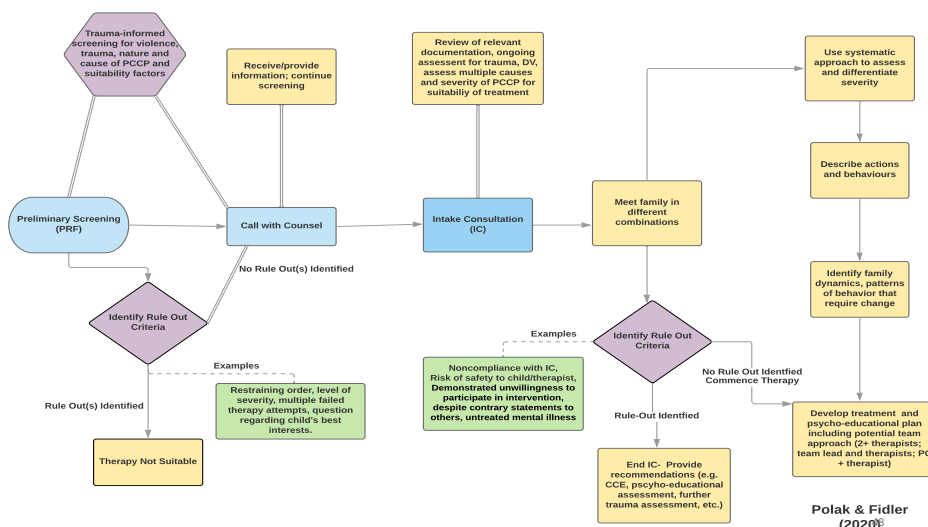 Trauma-informed
screening for violence,
trauma, nature and
cause of PCCP and
suitability factors
Receive/provide
information; continue
screening
Review of relevant
documentation, ongoing
assestment for trauma, DV,
assess multiple causes
and severity of PCCP for
suitabiliy of treatment
Use systematic
approach to assess
and differentiate
severity
Describe actions
and behaviours
Preliminary Screening
(PRF)
Call with Counsel
Intake Consultation
(IC)
Meet family in
different
combinations
No Rule Out(s) Identified
Identify family
dynamics, patterns
of behavior that
require change
Identify Rule Out
Criteria
Examples
Restraining order, level of
severity, multiple failed
therapy attempts, question
regarding child's best
interests.
Rule Out(s) Identified
Therapy Not Suitable
Examples
Noncompliance with IC,
Risk of safety to child/therapist,
Demonstrated unwillingness to
participate in intervention,
despite contrary statements to
others, untreated mental illness
Identify Rule Out
Criteria
No Rule Out Identfied
Commence Therapy
Rule-Out Identfied
End IC- Provide
recommendations (e.g.
CCE, pscyho-educational
assessment, further
trauma assessment, etc.)
Develop treatment and
psycho-educational plan
including potential team
approach (2+ therapists;
team lead and therapists; PC
+ therapist)
Polak & Fidler
(2020)